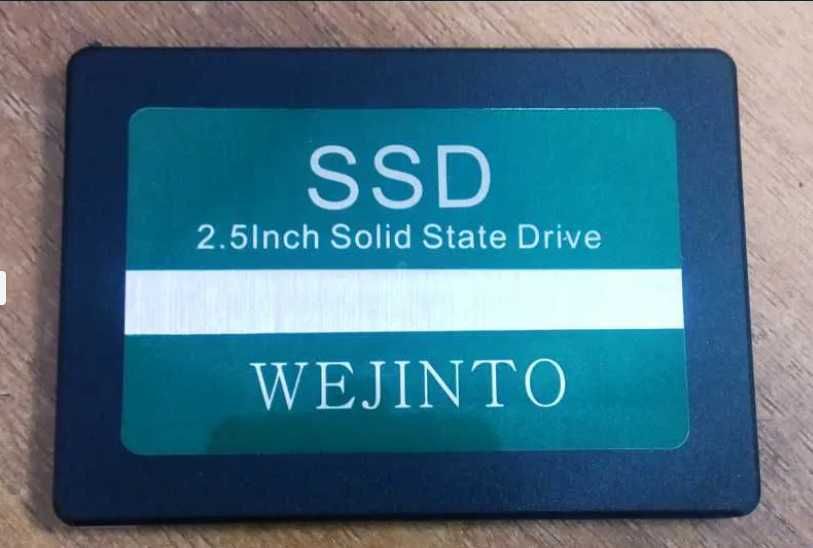 SSD
2.5Inch Solid State Drive
WEJINTO